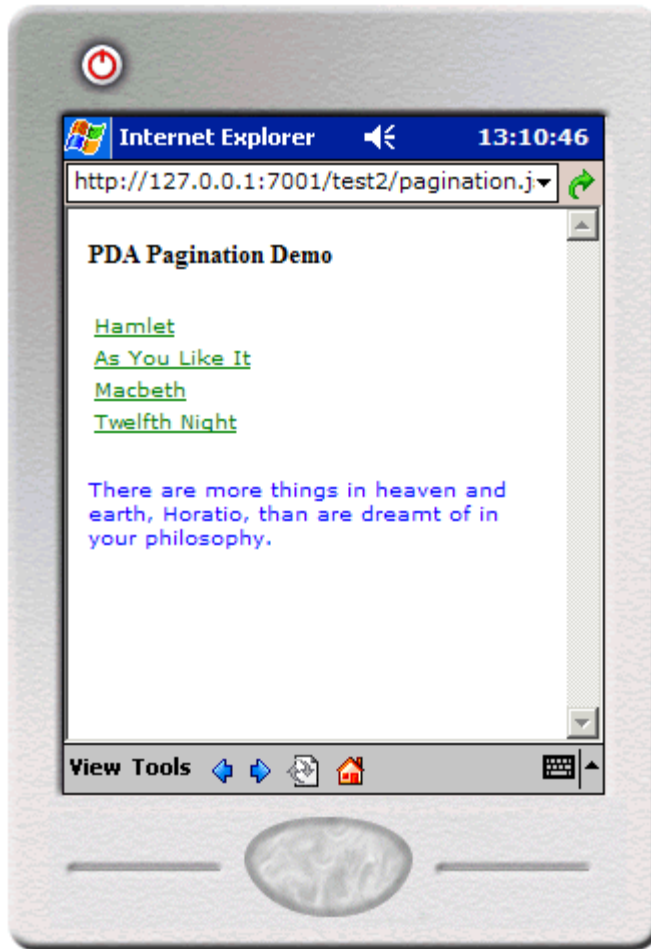 Internet Explorer 13:10:46
http://127.0.0.1:7001/test2/pagination.j
PDA Pagination Demo
Hamlet
As You Like It
Macbeth
Twelfth Night
There are more things in heaven and
earth, Horatio, than are dreamt of in
your philosophy.
View Tools